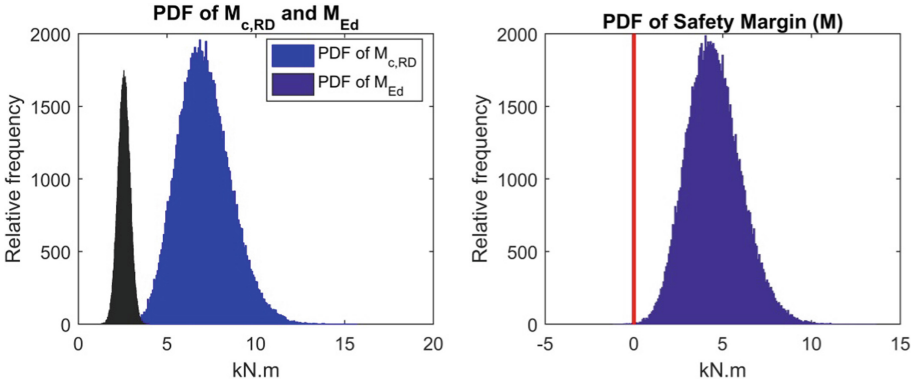 PDF of M_c,RD and M_Ed
2000
1500
1000
500
0
Relative frequency
PDF of M_c,RD
PDF of M_Ed
0 5 10 15 20
kN.m
PDF of Safety Margin (M)
2000
1500
1000
500
0
Relative frequency
-5 0 5 10 15
kN.m